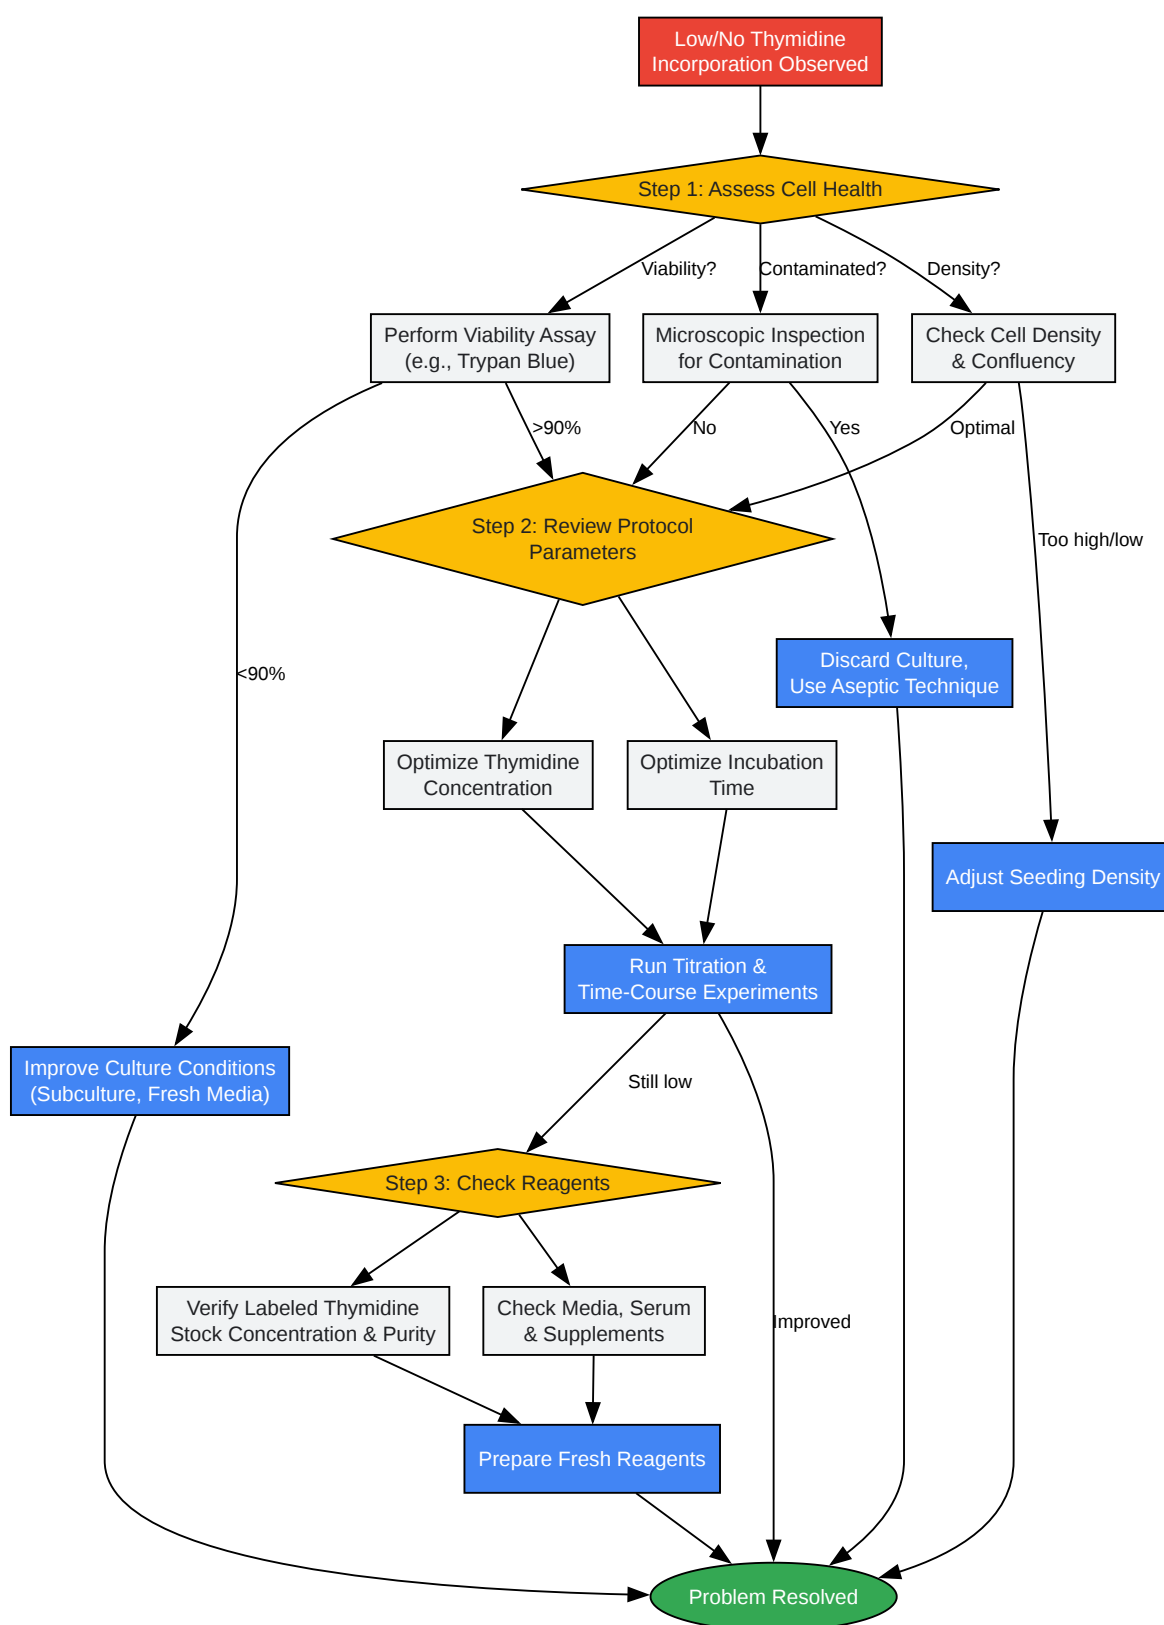 Low/No Thymidine
Incorporation Observed
Step 1: Assess Cell Health
Viability?
Contaminated?
Density?
Perform Viability Assay
(e.g., Trypan Blue)
Microscopic Inspection
for Contamination
Check Cell Density
& Confluency
>90%
No
Yes
Optimal
Step 2: Review Protocol
Parameters
Too high/low
<90%
Discard Culture,
Use Aseptic Technique
Optimize Thymidine
Concentration
Optimize Incubation
Time
Adjust Seeding Density
Run Titration &
Time-Course Experiments
Improve Culture Conditions
(Subculture, Fresh Media)
Still low
Step 3: Check Reagents
Verify Labeled Thymidine
Stock Concentration & Purity
Check Media, Serum
& Supplements
Improved
Prepare Fresh Reagents
Problem Resolved